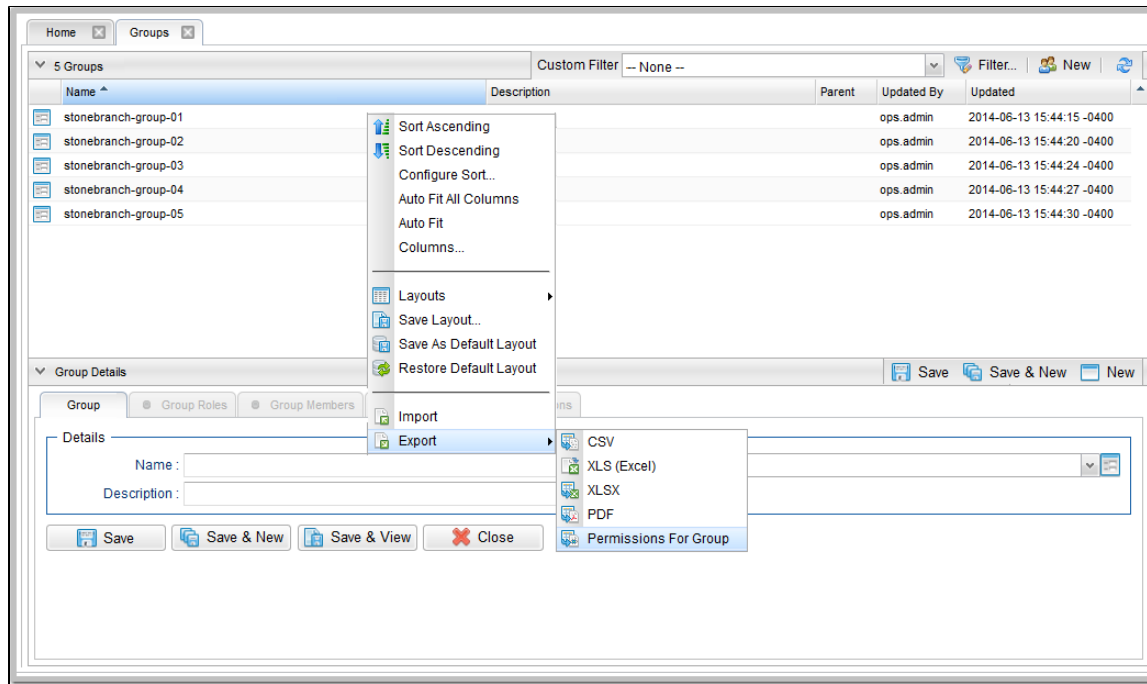 Home Groups
5 Groups Custom Filter -- None -- Filter... New
Name Description Parent Updated By Updated
stonebranch-group-01 ops.admin 2014-06-13 15:44:15 -0400
stonebranch-group-02 ops.admin 2014-06-13 15:44:20 -0400
stonebranch-group-03 ops.admin 2014-06-13 15:44:24 -0400
stonebranch-group-04 ops.admin 2014-06-13 15:44:27 -0400
stonebranch-group-05 ops.admin 2014-06-13 15:44:30 -0400
Sort Ascending
Sort Descending
Configure Sort...
Auto Fit All Columns
Auto Fit
Columns...
Layouts
Save Layout...
Save As Default Layout
Restore Default Layout
Import
Export
Group Details Save Save & New New
Group Group Roles Group Members ons
Details
Name :
Description :
Save Save & New Save & View Close
CSV
XLS (Excel)
XLSX
PDF
Permissions For Group